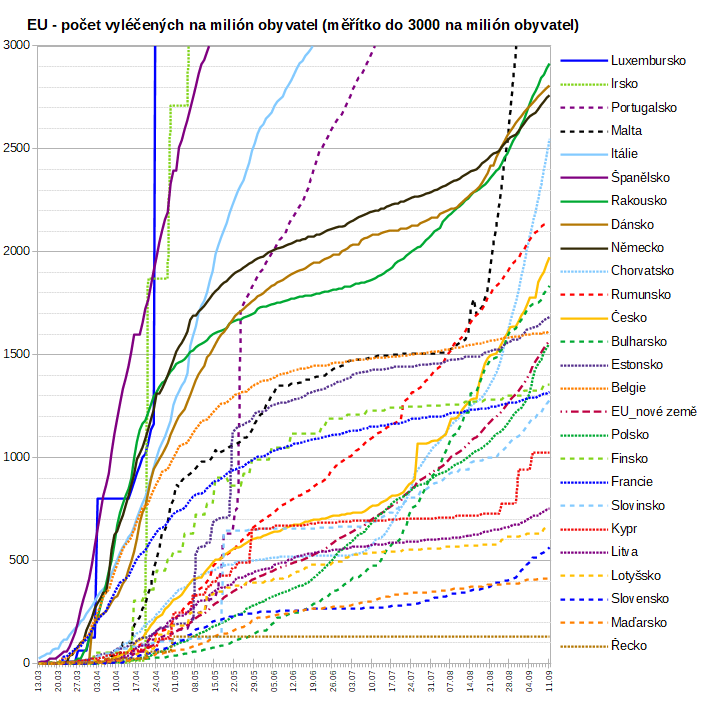 EU - počet vyléčených na milión obyvatel (měřítko do 3000 na milión obyvatel)
3000
2500
2000
1500
1000
500
0
13.03
20.03
27.03
03.04
10.04
17.04
24.04
01.05
08.05
15.05
22.05
29.05
05.06
12.06
19.06
26.06
03.07
10.07
17.07
24.07
31.07
07.08
14.08
21.08
28.08
04.09
11.09
Luxembursko
Irsko
Portugalsko
Malta
Itálie
Španělsko
Rakousko
Dánsko
Německo
Chorvatsko
Rumunsko
Česko
Bulharsko
Estonsko
Belgie
EU_nové země
Polsko
Finsko
Francie
Slovinsko
Kypr
Litva
Lotyšsko
Slovensko
Maďarsko
Řecko